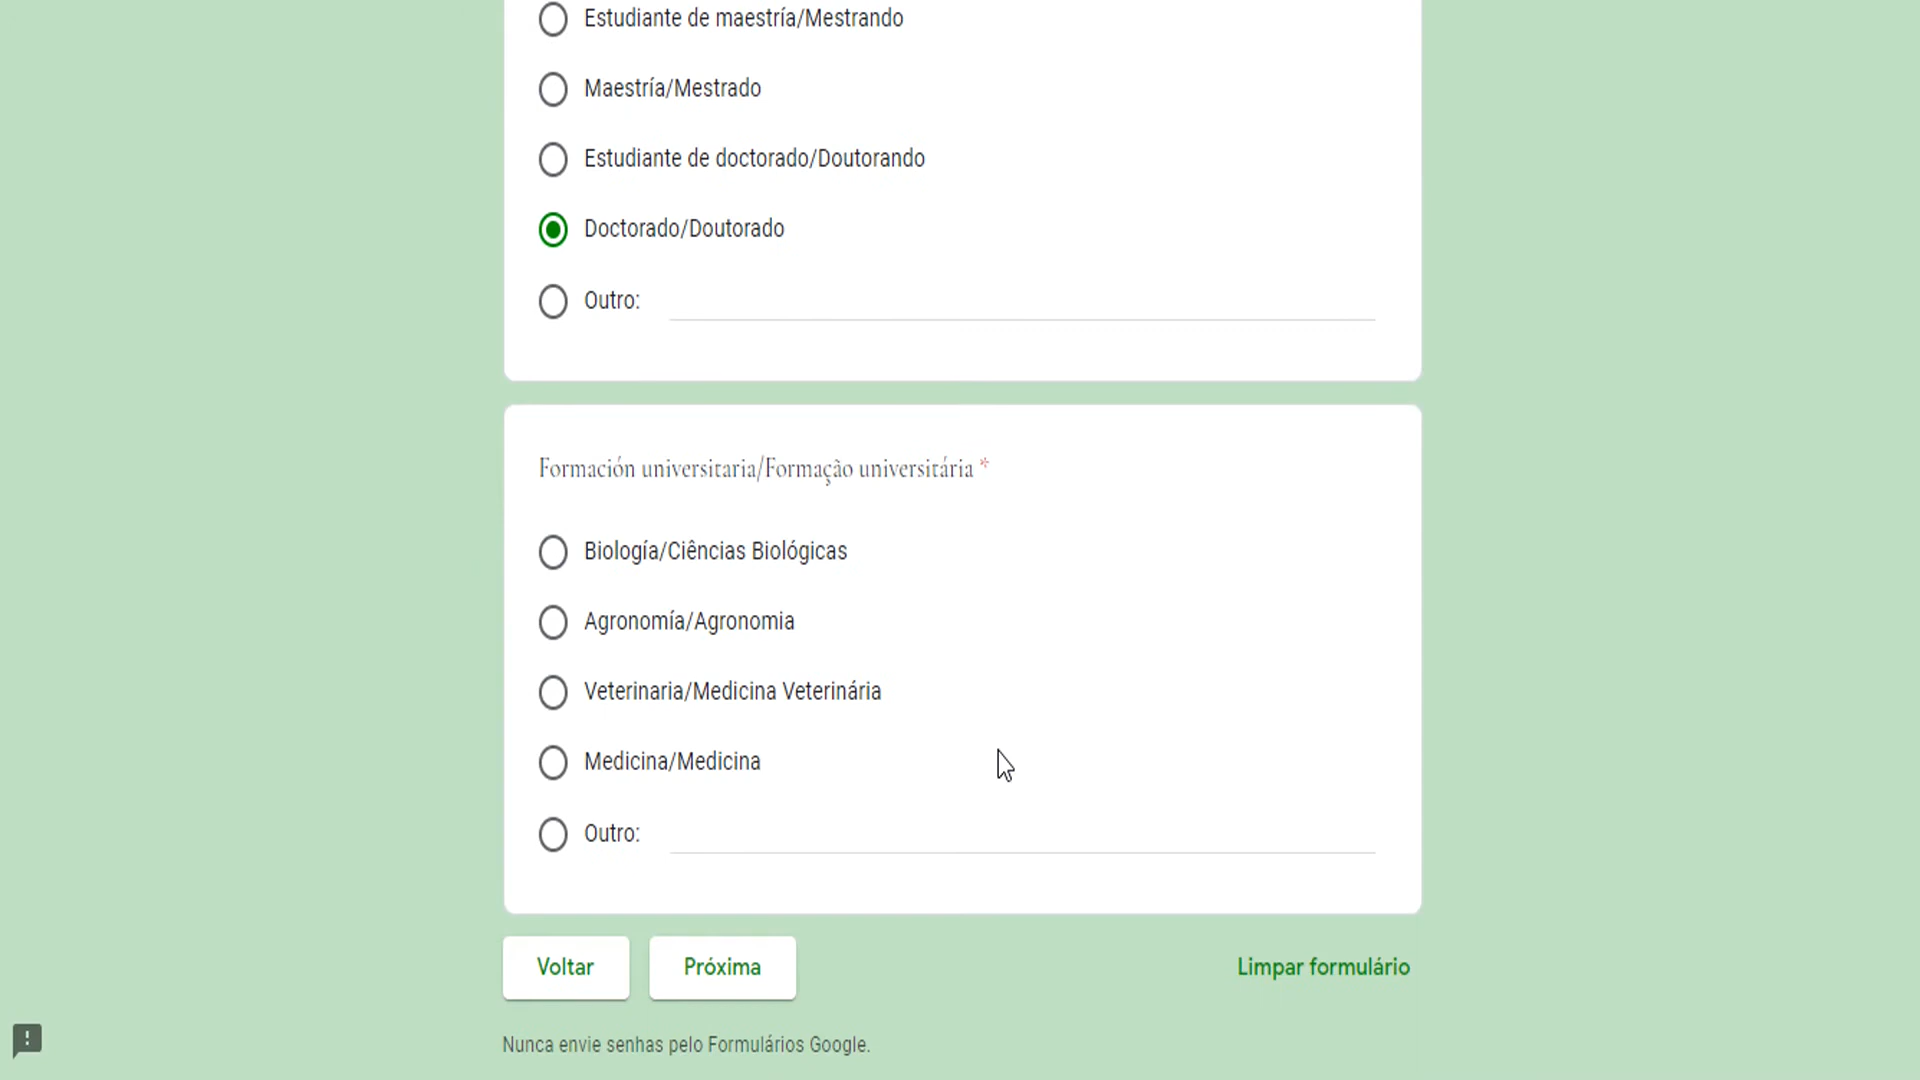 Estudiante de maestría/Mestrando
Maestría/Mestrado
Estudiante de doctorado/Doutorando
Doctorado/Doutorado
Outro:
Formación universitaria/Formação universitária *
Biología/Ciências Biológicas
Agronomía/Agronomia
Veterinaria/Medicina Veterinária
Medicina/Medicina
Outro:
Voltar Próxima Limpar formulário
Nunca envie senhas pelo Formulários Google.